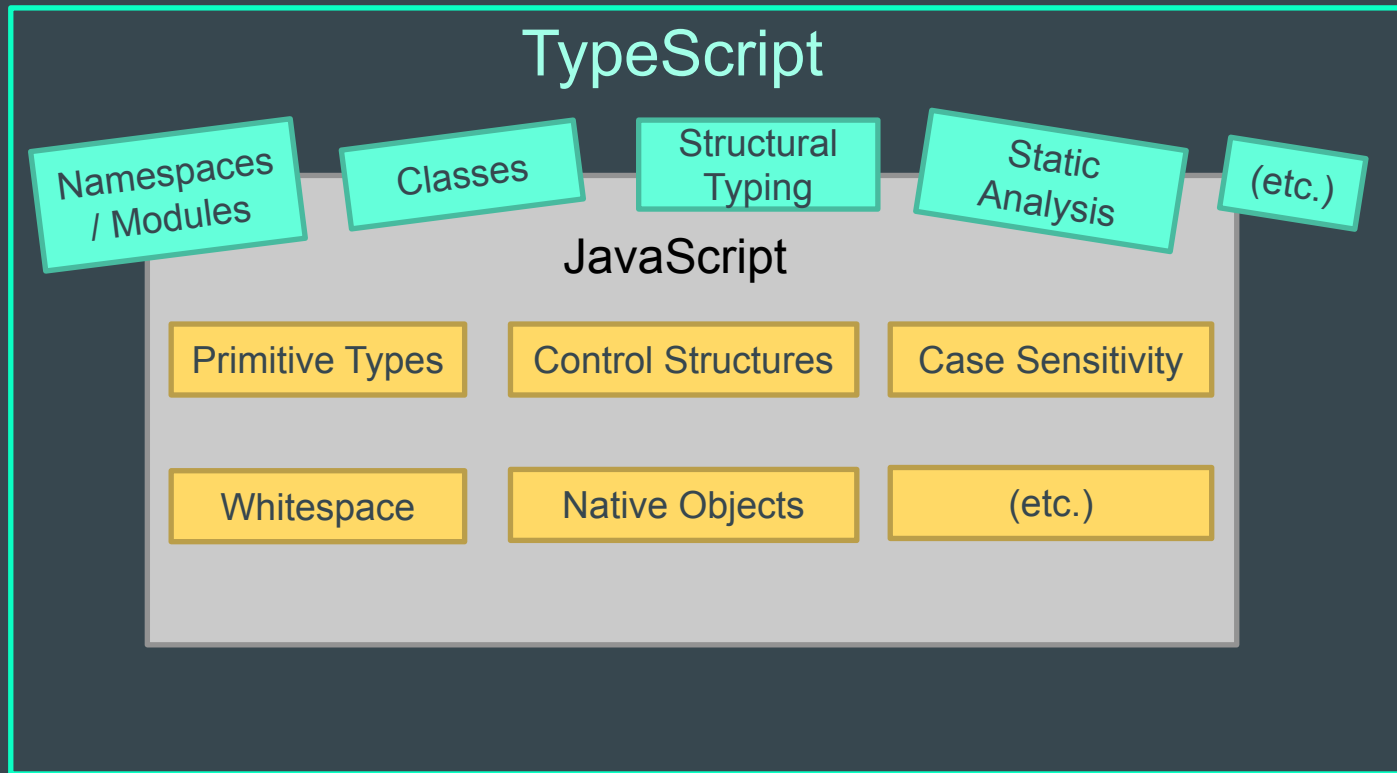 TypeScript
Namespaces
/ Modules
Classes
Structural
Typing
Static
Analysis
(etc.)
JavaScript
Primitive Types
Control Structures
Case Sensitivity
Whitespace
Native Objects
(etc.)